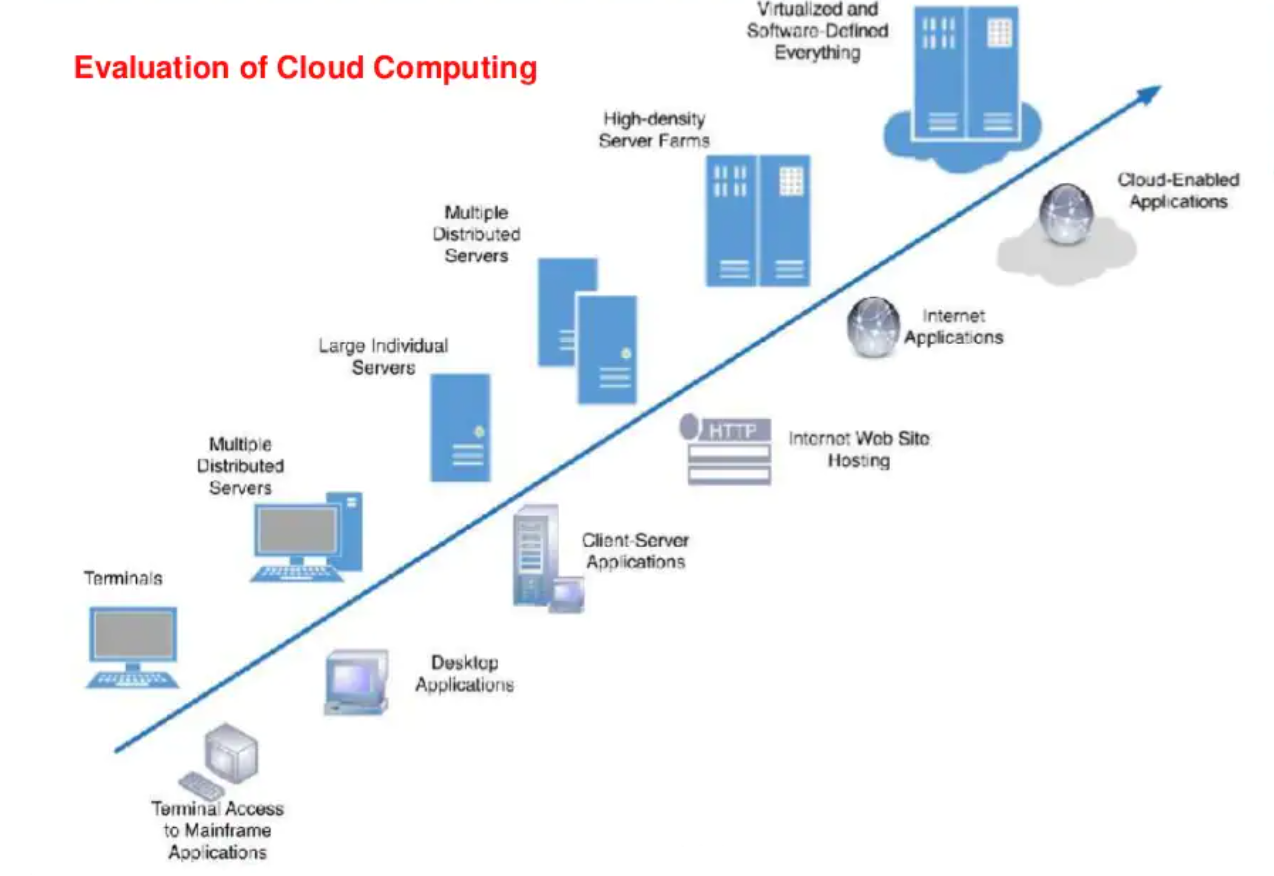 Virtualized and
Software-Defined
Everything
Evaluation of Cloud Computing
High-density
Server Farms
Cloud-Enabled
Applications
Multiple
Distributed
Servers
Internet
Applications
Large Individual
Servers
HTTP
Internet Web Site
Hosting
Multiple
Distributed
Servers
Client-Server
Applications
Terminals
Desktop
Applications
Terminal Access
to Mainframe
Applications